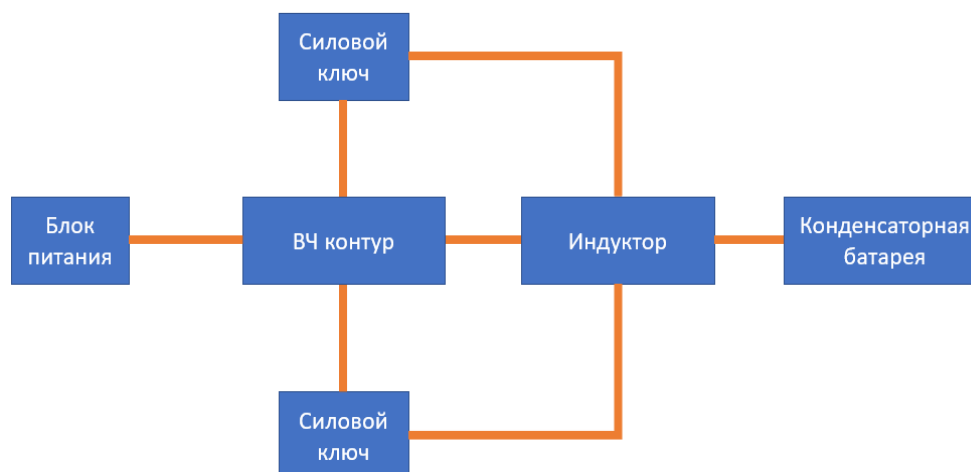 Силовой
ключ
Блок
питания
ВЧ контур
Индуктор
Конденсаторная
батарея
Силовой
ключ